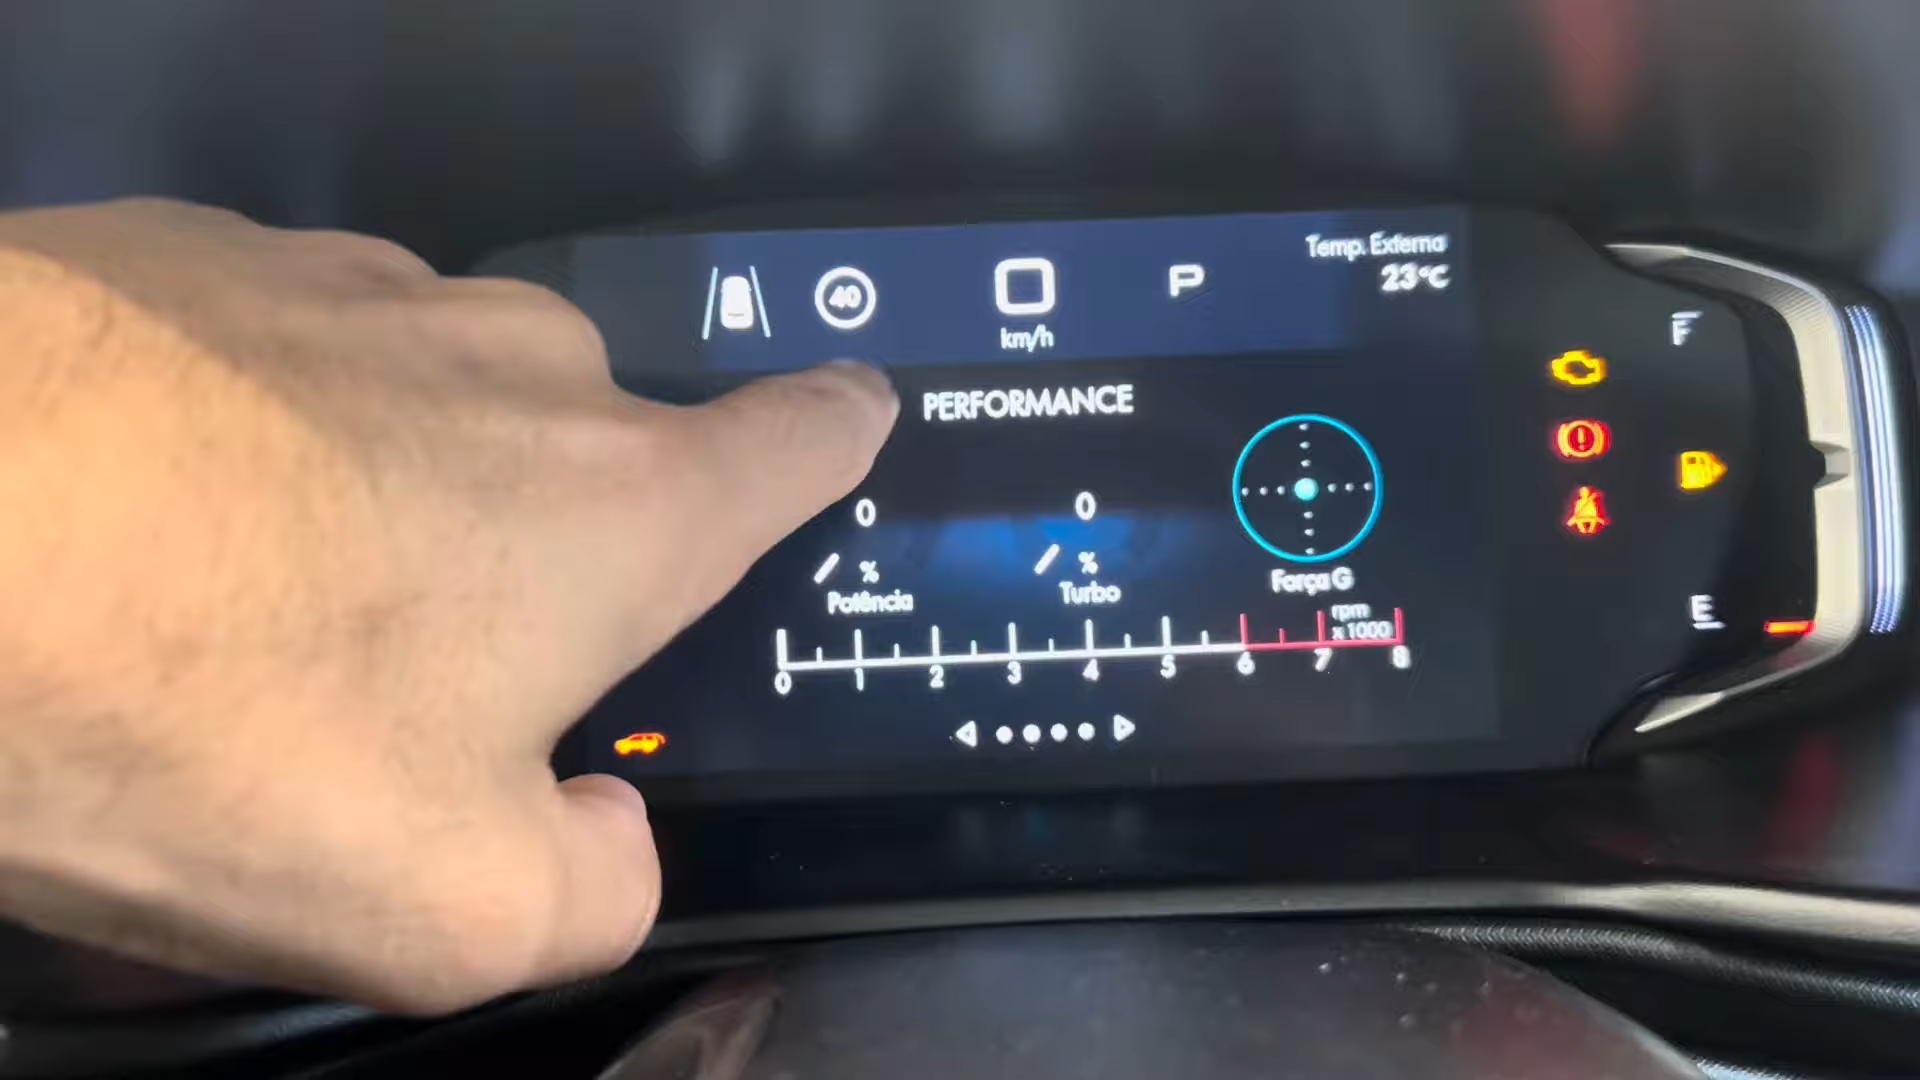 Temp. Externa
40
0
km/h
P
23°C
F
PERFORMANCE
0
0
%
%
Potência
Turbo
Força G
rpm
x 1000
0 1 2 3 4 5 6 7 8
E